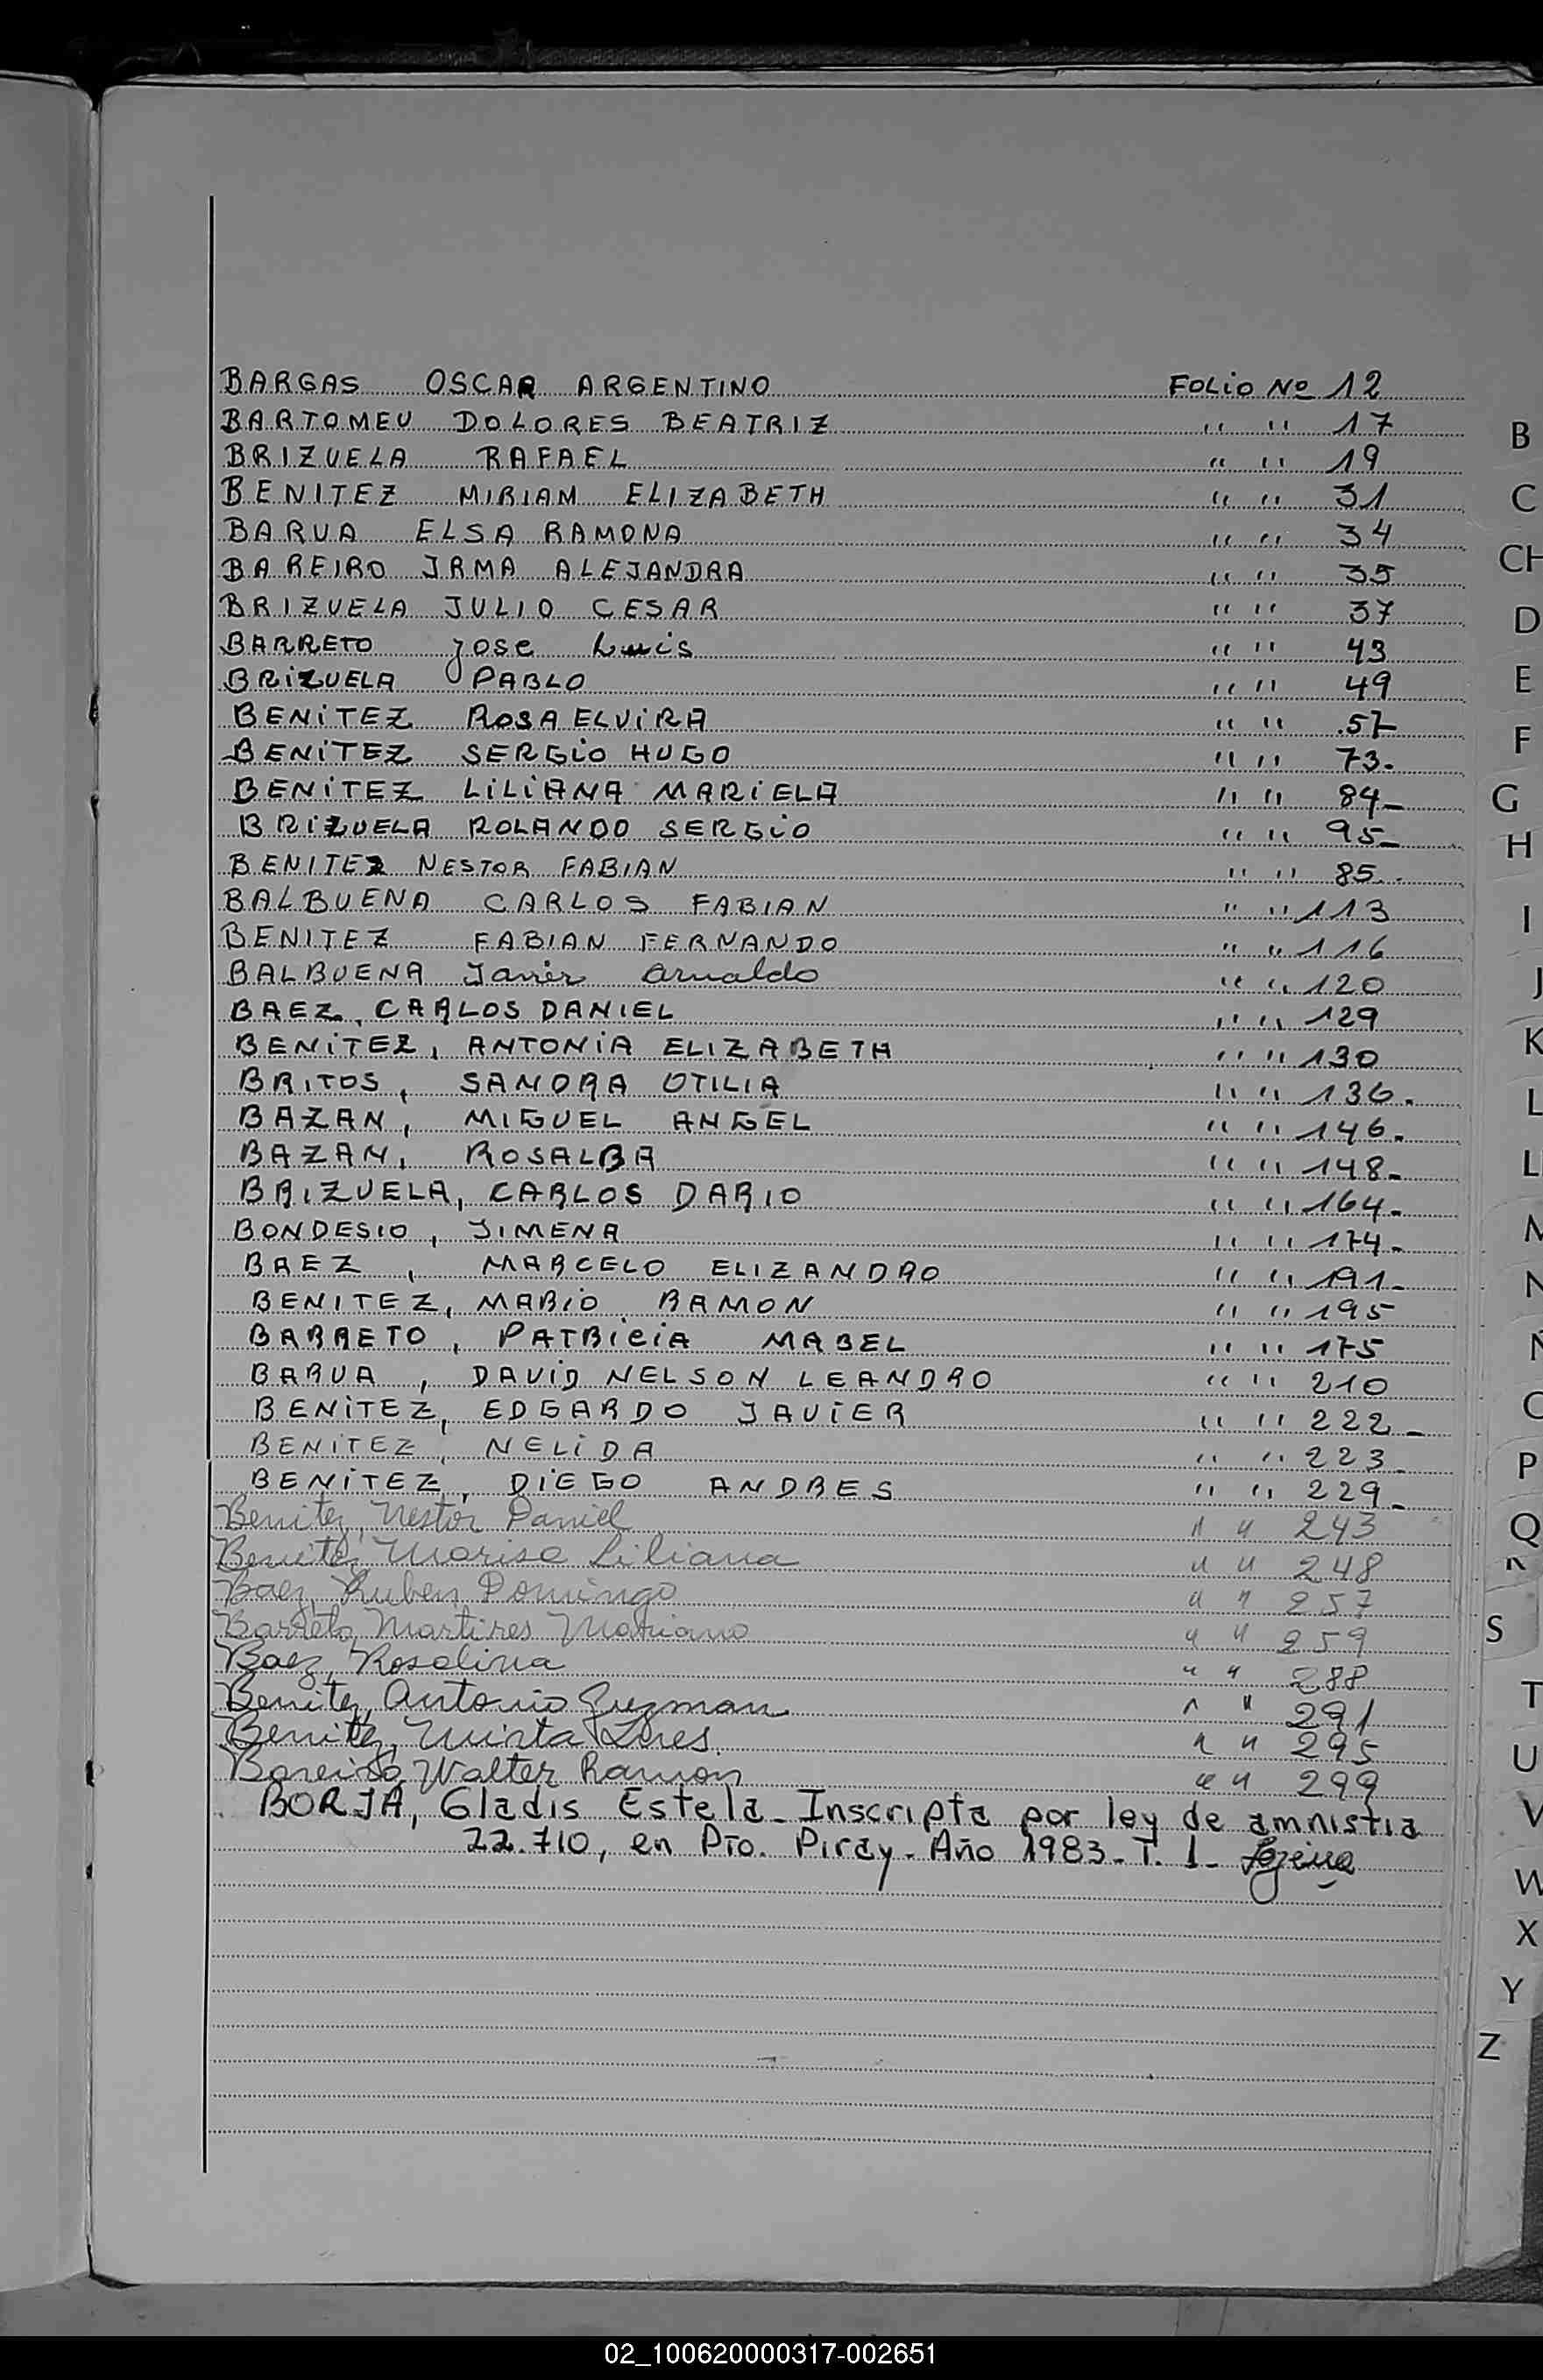 BARGAS OSCAR ARGENTINO FOLIO Nº 12
BARTOMEU DOLORES BEATRIZ " " 17
BRIZUELA RAFAEL " " 19
BENITEZ MIRIAM ELIZABETH " " 31
BARUA ELSA RAMONA " " 34
BAREIRO IRMA ALEJANDRA " " 35
BRIZUELA JULIO CESAR " " 37
BARRETO Jose Luis " " 43
BRIZUELA PABLO " " 49
BENITEZ ROSA ELVIRA " " 57
BENITEZ SERGIO HUGO " " 73.
BENITEZ LILIANA MARIELA " " 84-
BRIZUELA ROLANDO SERGIO " " 95-
BENITEZ NESTOR FABIAN " " 85..
BALBUENA CARLOS FABIAN " " 113
BENITEZ FABIAN FERNANDO " " 116
BALBUENA Javier Arnaldo " " 120
BAEZ, CARLOS DANIEL " " 129
BENITEZ, ANTONIA ELIZABETH " " 130
BRITOS, SANDRA OTILIA " " 136.
BAZAN, MIGUEL ANGEL " " 146.
BAZAN, ROSALBA " " 148-
BRIZUELA, CARLOS DARIO " " 164-
BONDESIO, JIMENA " " 174-
BAEZ, MARCELO ELIZANDRO " " 191-
BENITEZ, MARIO RAMON " " 195
BARRETO, PATRICIA MABEL " " 175
BARUA, DAVID NELSON LEANDRO " " 210
BENITEZ, EDGARDO JAVIER " " 222-
BENITEZ, NELIDA " " 223-
BENITEZ, DIEGO ANDRES " " 229-
Benitez, Nestor Daniel " " 243
Benitez, Marisa Liliana " " 248
Baez, Ruben Domingo " " 257
Barreto, Martires Mariano " " 259
Baez, Rosalina " " 288
Benitez, Antonio Guzman " " 291
Benitez, Mirta Ines. " " 295
Bareiro, Walter Ramon " " 299
BORJA, Gladis Estela- Inscripta por ley de amnistia
22.710, en Pto. Piray- Año 1983- T. 1-
B
C
CH
D
E
F
G
H
I
J
K
L
L
M
N
Ñ
O
P
Q
R
S
T
U
V
W
X
Y
Z
02_100620000317-002651